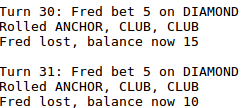 Turn 30: Fred bet 5 on DIAMOND
Rolled ANCHOR, CLUB, CLUB
Fred lost, balance now 15
Turn 31: Fred bet 5 on DIAMOND
Rolled ANCHOR, CLUB, CLUB
Fred lost, balance now 10